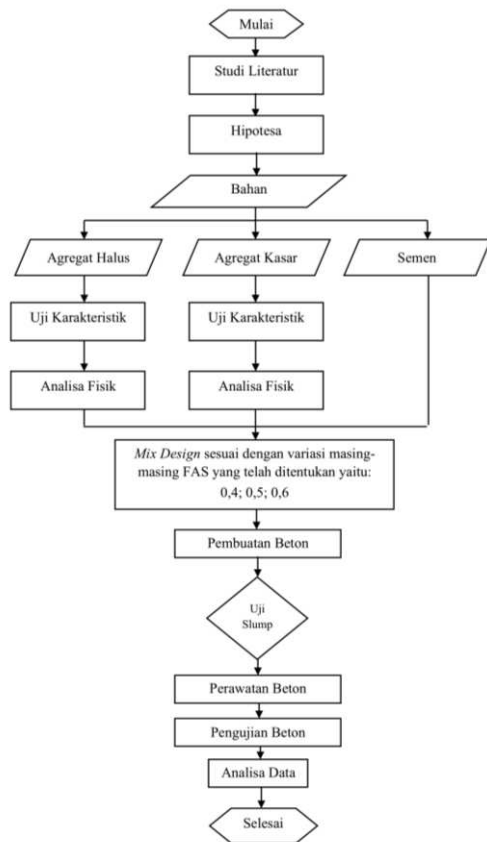 Mulai
Studi Literatur
Hipotesa
Bahan
Agregat Halus
Agregat Kasar
Semen
Uji Karakteristik
Uji Karakteristik
Analisa Fisik
Analisa Fisik
Mix Design sesuai dengan variasi masing-
masing FAS yang telah ditentukan yaitu:
0,4; 0,5; 0,6
Pembuatan Beton
Uji
Slump
Perawatan Beton
Pengujian Beton
Analisa Data
Selesai